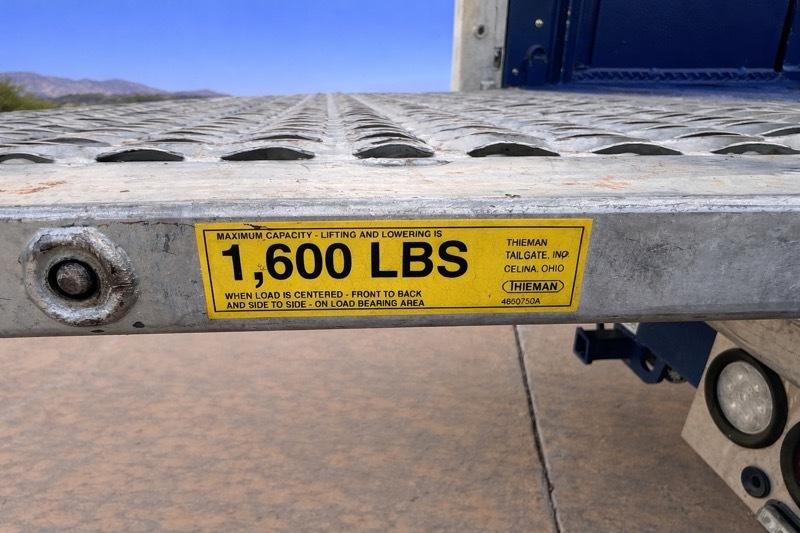 MAXIMUM CAPACITY - LIFTING AND LOWERING IS
1,600 LBS
WHEN LOAD IS CENTERED - FRONT TO BACK
AND SIDE TO SIDE - ON LOAD BEARING AREA
THIEMAN
TAILGATE, INC
CELINA, OHIO
THIEMAN
4660750A